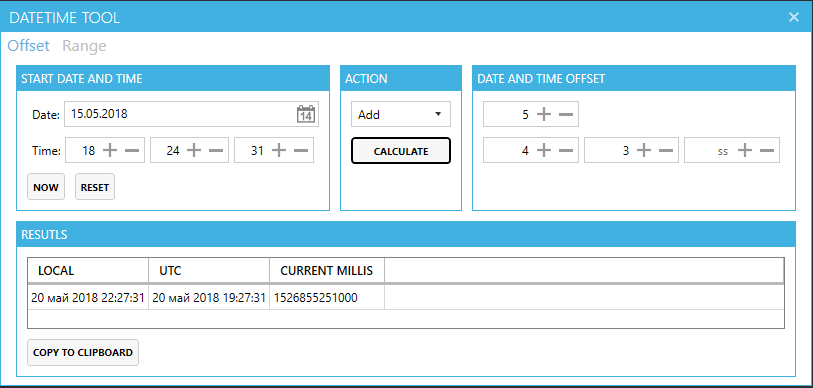 DATETIME TOOL
Offset Range
START DATE AND TIME
Date: 15.05.2018 14
Time: 18 24 31
NOW RESET
ACTION
Add
CALCULATE
DATE AND TIME OFFSET
5
4 3 ss
RESUTLS
LOCAL UTC CURRENT MILLIS
20 май 2018 22:27:31 20 май 2018 19:27:31 1526855251000
COPY TO CLIPBOARD